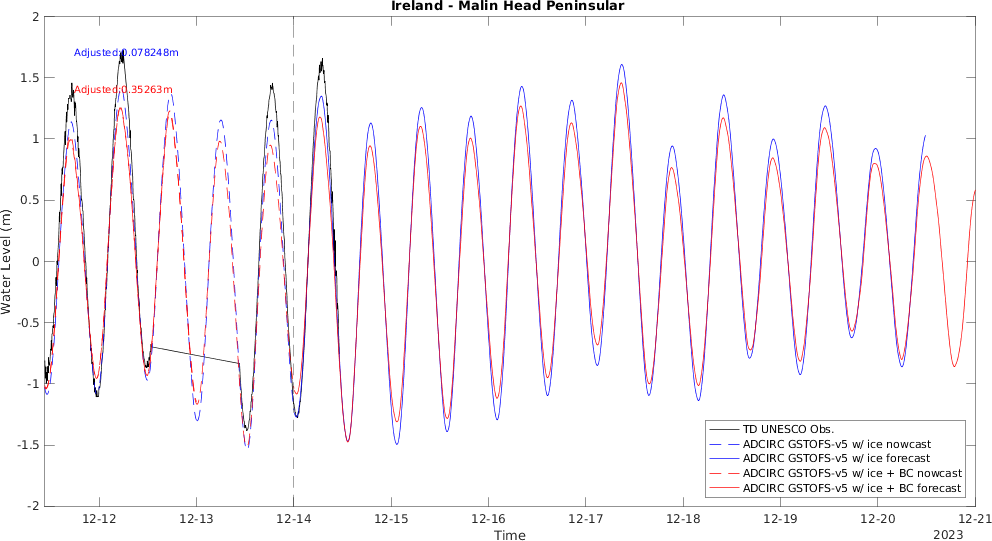 Ireland - Malin Head Peninsular
2
1.5
1
0.5
0
-0.5
-1
-1.5
-2
Water Level (m)
Adjusted:0.078248m
Adjusted:0.35263m
TD UNESCO Obs.
ADCIRC GSTOFS-v5 w/ ice nowcast
ADCIRC GSTOFS-v5 w/ ice forecast
ADCIRC GSTOFS-v5 w/ ice + BC nowcast
ADCIRC GSTOFS-v5 w/ ice + BC forecast
12-12 12-13 12-14 12-15 12-16 12-17 12-18 12-19 12-20 12-21
Time
2023